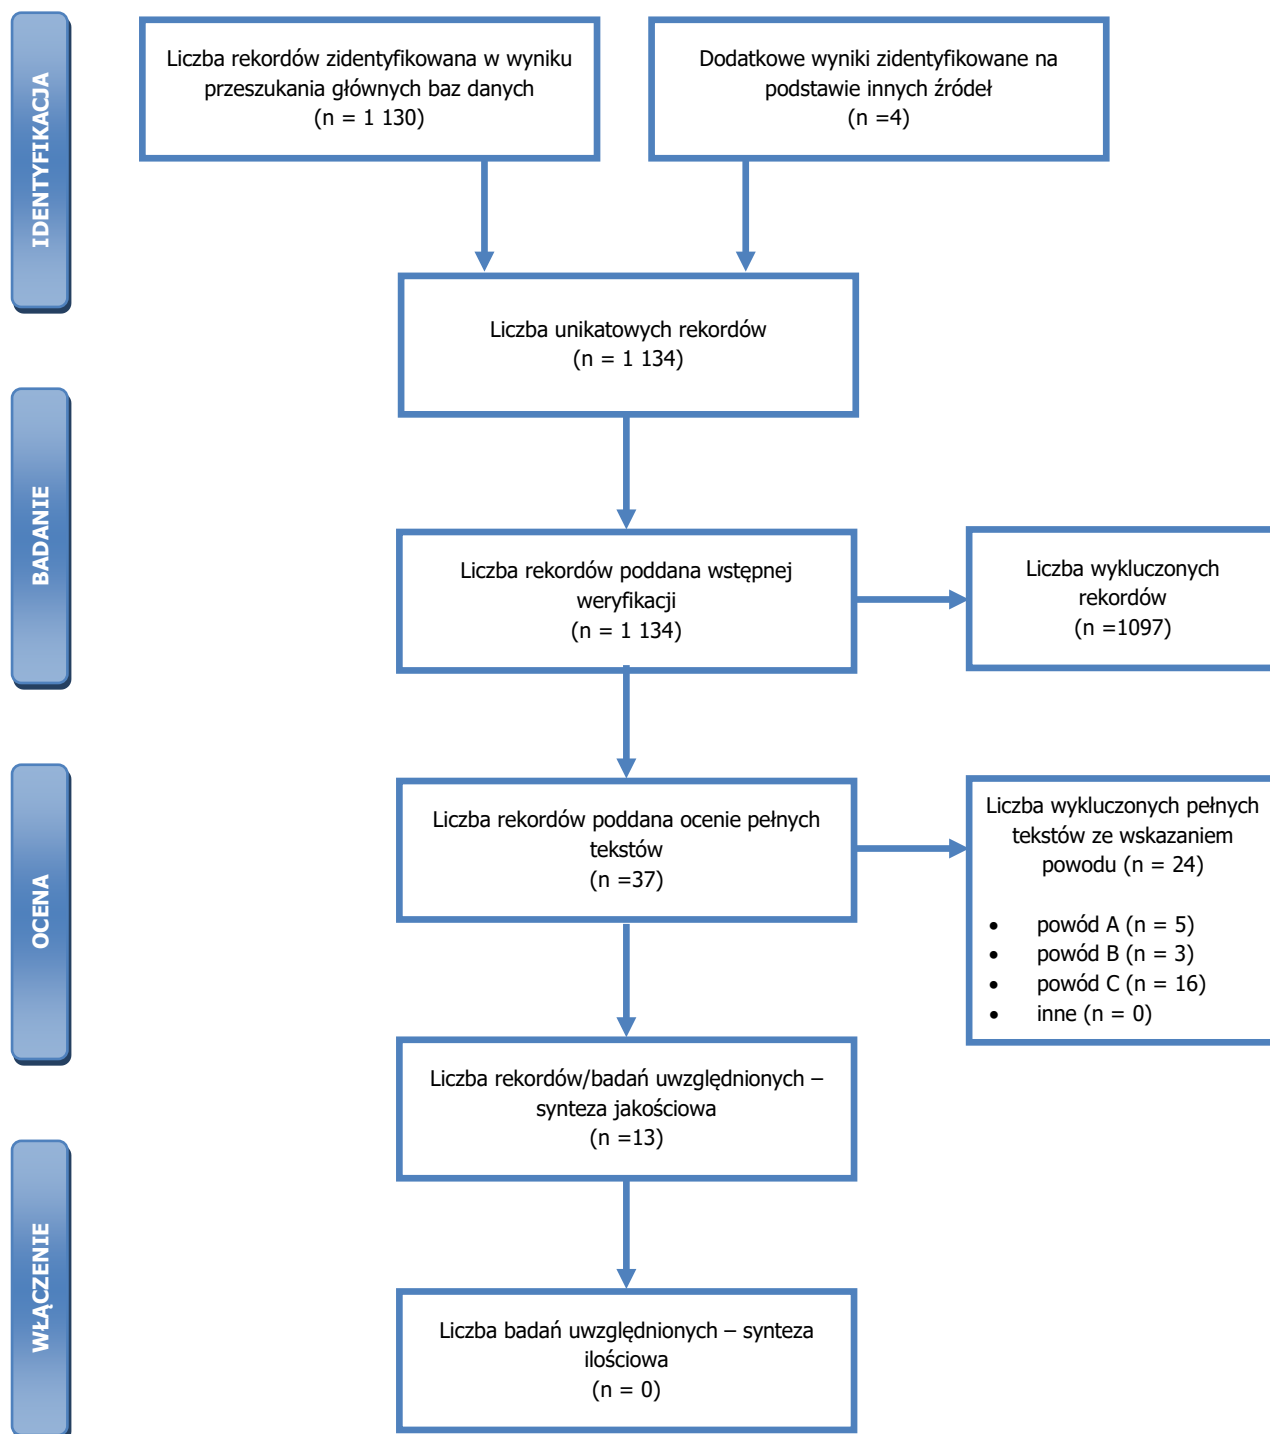 IDENTYFIKACJA
Liczba rekordów zidentyfikowana w wyniku
przeszukania głównych baz danych
(n = 1 130)
Dodatkowe wyniki zidentyfikowane na
podstawie innych źródeł
(n =4)
Liczba unikatowych rekordów
(n = 1 134)
BADANIE
Liczba rekordów poddana wstępnej
weryfikacji
(n = 1 134)
Liczba wykluczonych
rekordów
(n =1097)
OCENA
Liczba rekordów poddana ocenie pełnych
tekstów
(n =37)
Liczba wykluczonych pełnych
tekstów ze wskazaniem
powodu (n = 24)
• powód A (n = 5)
• powód B (n = 3)
• powód C (n = 16)
• inne (n = 0)
Liczba rekordów/badań uwzględnionych –
synteza jakościowa
(n =13)
WŁĄCZENIE
Liczba badań uwzględnionych – synteza
ilościowa
(n = 0)